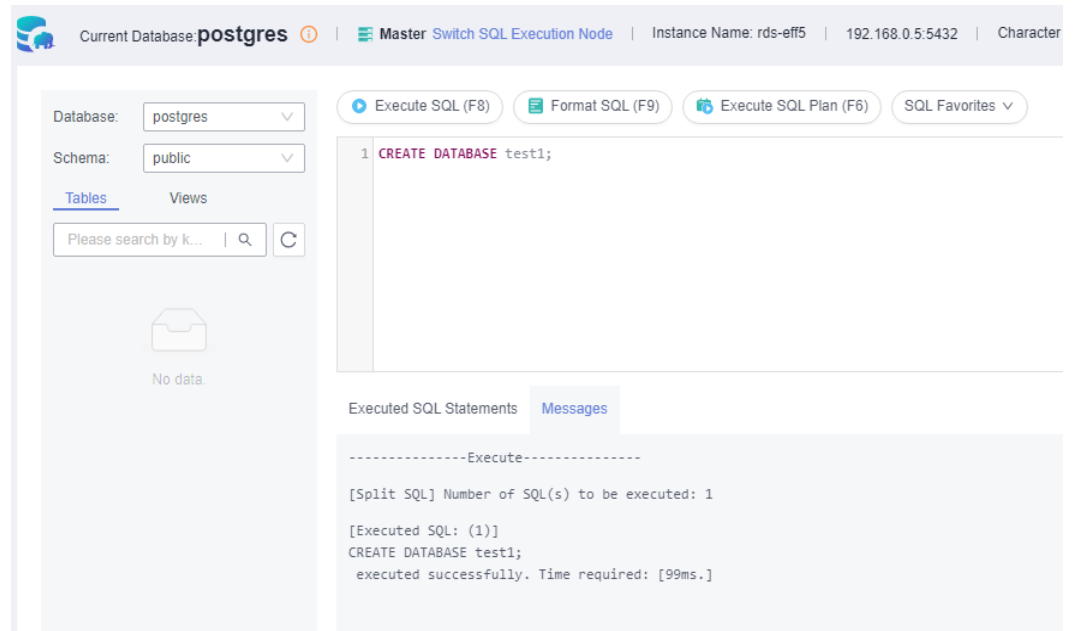 Current Database:postgres | Master Switch SQL Execution Node | Instance Name: rds-eff5 | 192.168.0.5:5432 | Character
Database: postgres
Schema: public
Tables Views
Please search by k... |
No data.
Execute SQL (F8) Format SQL (F9) Execute SQL Plan (F6) SQL Favorites
1 CREATE DATABASE test1;
Executed SQL Statements Messages
---------------Execute---------------
[Split SQL] Number of SQL(s) to be executed: 1
[Executed SQL: (1)]
CREATE DATABASE test1;
executed successfully. Time required: [99ms.]